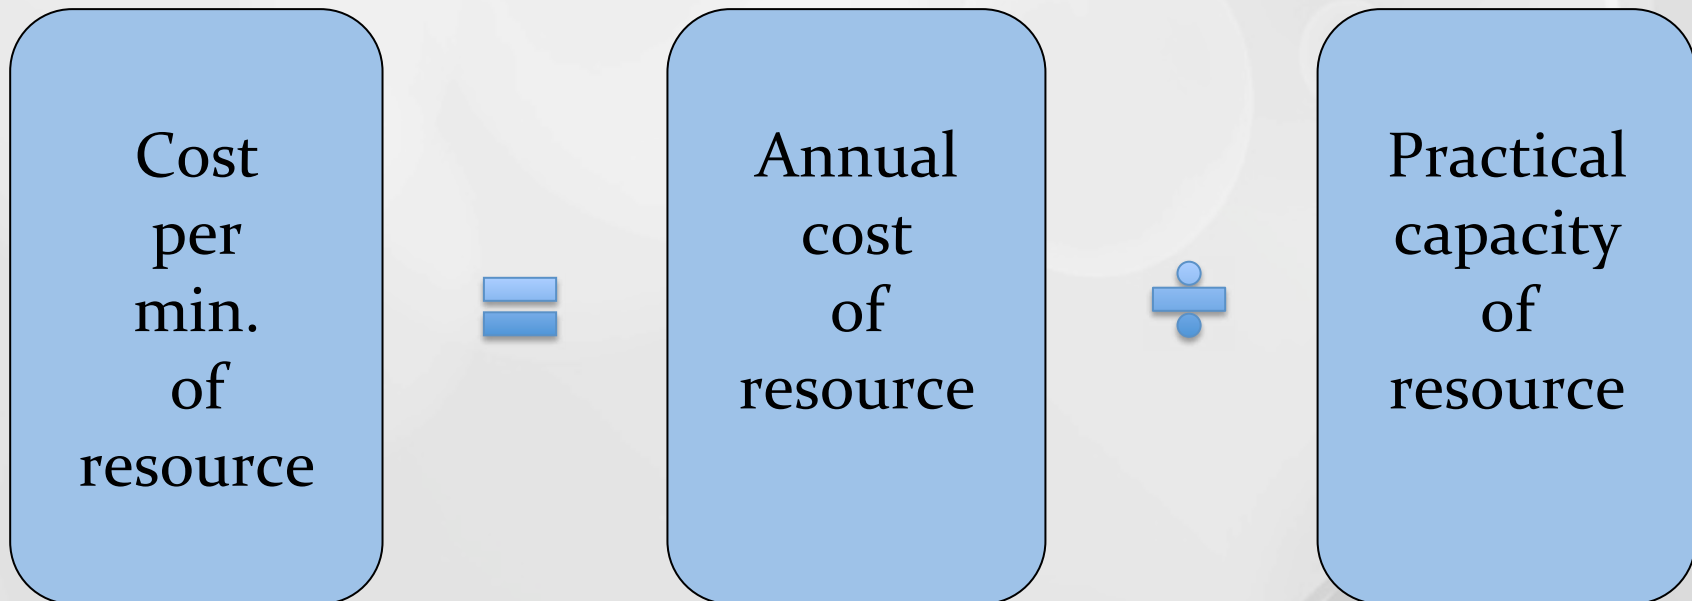 Cost
per
min.
of
resource
=
Annual
cost
of
resource
÷
Practical
capacity
of
resource